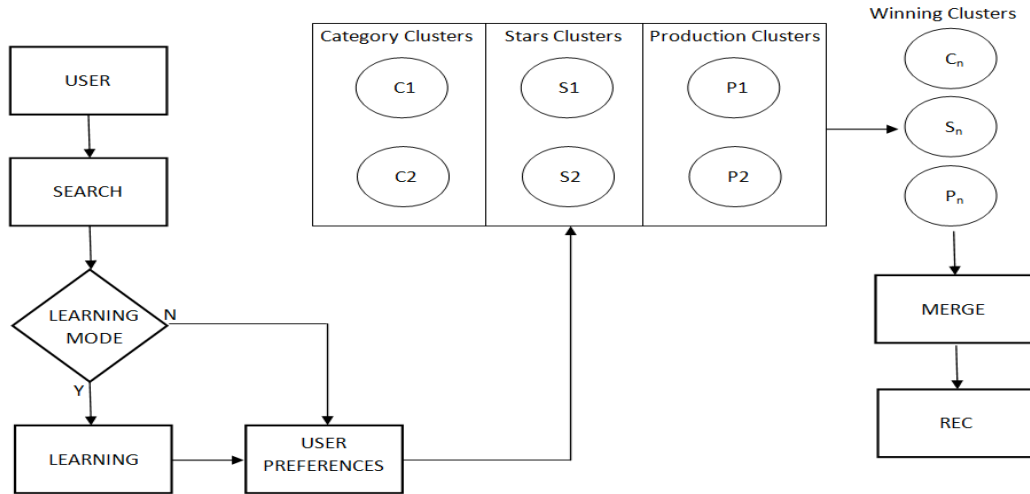 USER
SEARCH
LEARNING
MODE
N
Y
LEARNING
USER
PREFERENCES
Category Clusters
Stars Clusters
Production Clusters
C1
S1
P1
C2
S2
P2
Winning Clusters
Cₙ
Sₙ
Pₙ
MERGE
REC